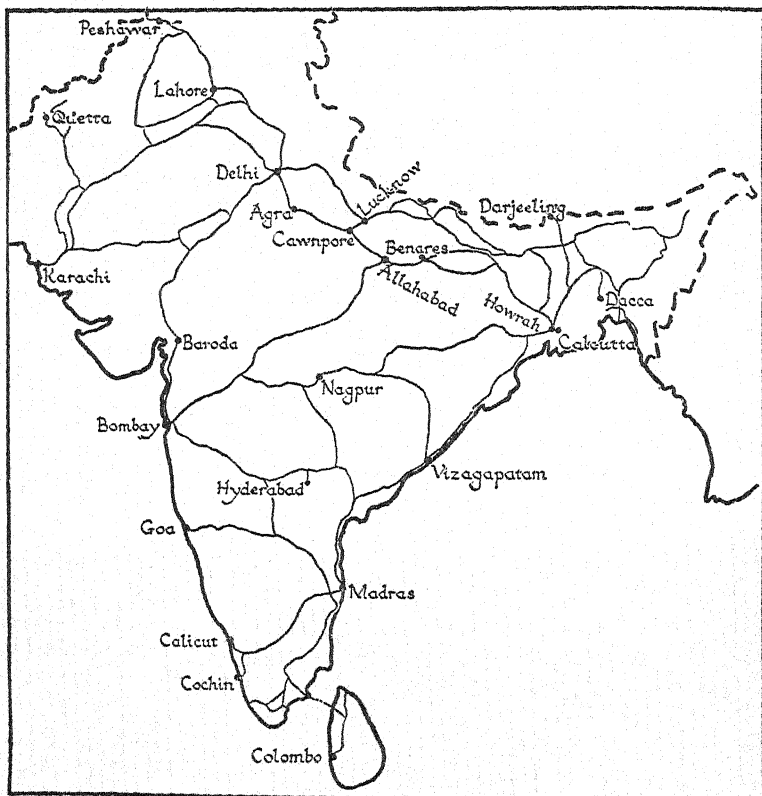 Peshawar
Lahore
Quetta
Delhi
Lucknow
Darjeeling
Agra
Cawnpore
Benares
Karachi
Allahabad
Howrah
Dacca
Calcutta
Baroda
Nagpur
Bombay
Vizagapatam
Hyderabad
Goa
Madras
Calicut
Cochin
Colombo